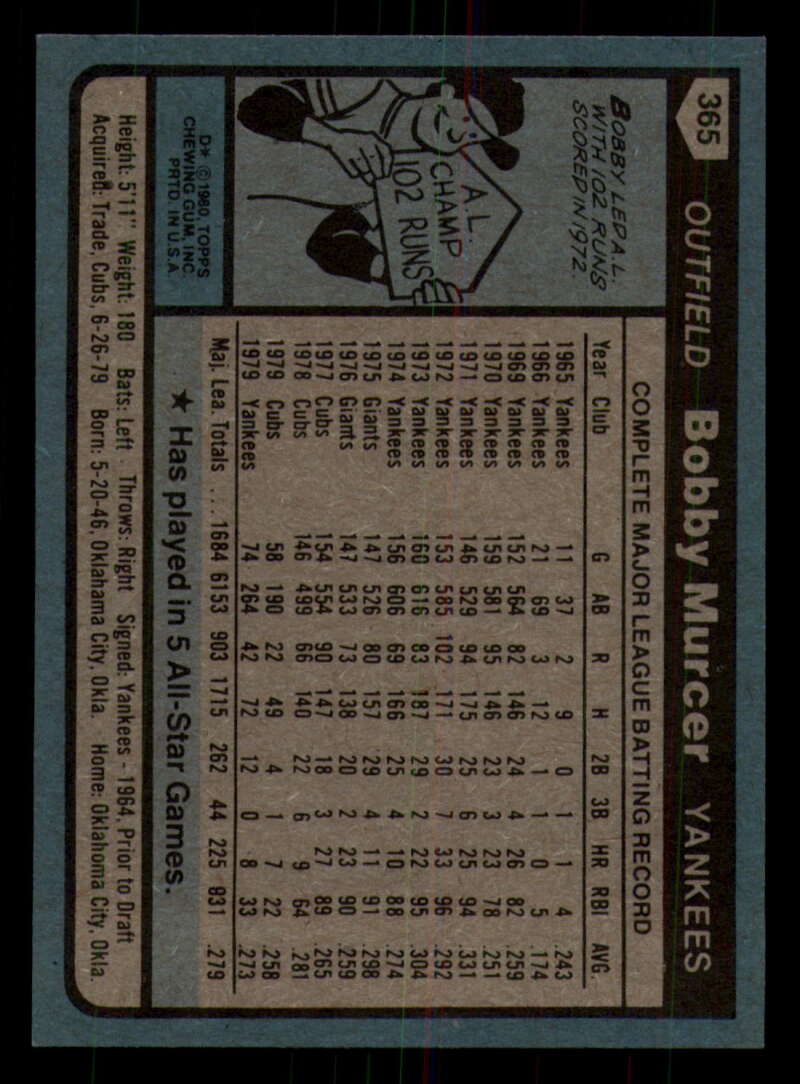 365 OUTFIELD Bobby Murcer YANKEES
BOBBY LED A.L.
WITH 102 RUNS
SCORED IN 1972.
A.L.
CHAMP
102 RUNS
D* © 1980, TOPPS
CHEWING GUM, INC.
PRTD. IN U.S.A.
COMPLETE MAJOR LEAGUE BATTING RECORD
Year Club G AB R H 2B 3B HR RBI AVG.
1965 Yankees 11 37 2 9 0 1 1 4 .243
1966 Yankees 21 69 3 12 1 1 0 5 .174
1969 Yankees 152 564 82 146 24 4 26 82 .259
1970 Yankees 159 581 95 146 23 3 23 78 .251
1971 Yankees 146 529 94 175 25 6 25 94 .331
1972 Yankees 153 585 102 171 30 7 33 96 .292
1973 Yankees 160 616 83 187 29 2 22 95 .304
1974 Yankees 156 606 69 166 25 4 10 88 .274
1975 Giants 147 526 80 157 29 4 11 91 .298
1976 Giants 147 533 73 138 20 2 23 90 .259
1977 Cubs 154 554 90 147 18 3 27 89 .265
1978 Cubs 146 499 66 140 22 6 9 64 .281
1979 Cubs 58 190 22 49 4 1 7 22 .258
1979 Yankees 74 264 42 72 12 0 8 33 .273
Maj. Lea. Totals ... 1684 6153 903 1715 262 44 225 931 .279
★ Has played in 5 All-Star Games.
Height: 5'11" Weight: 180 Bats: Left Throws: Right Signed: Yankees - 1964, Prior to Draft
Acquired: Trade, Cubs, 6-26-79 Born: 5-20-46, Oklahama City, Okla. Home: Oklahoma City, Okla.